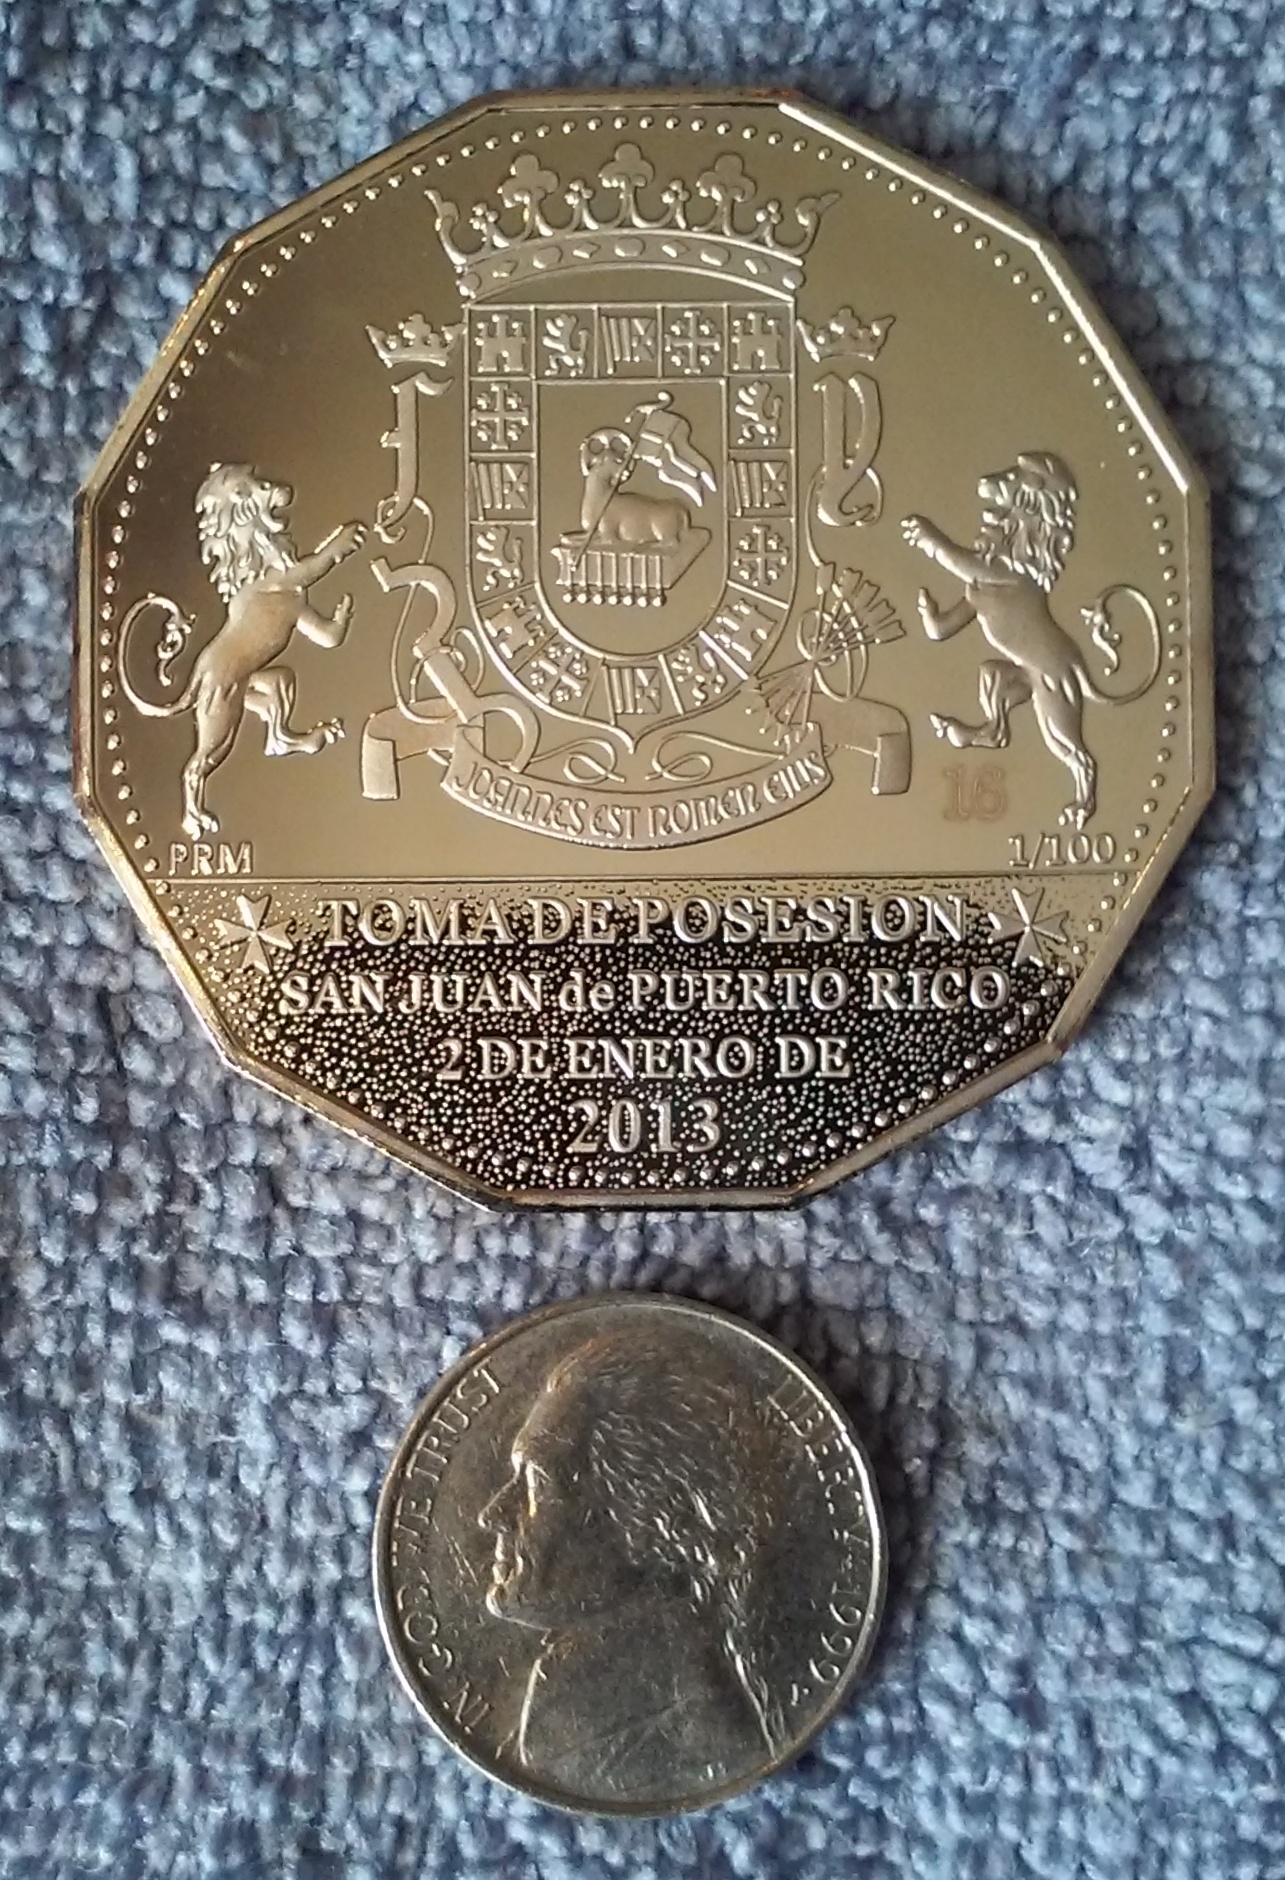 F Y
JOANNES EST NOMEN EIUS
16
PRM 1/100
TOMA DE POSESION
SAN JUAN de PUERTO RICO
2 DE ENERO DE
2013
IN GOD WE TRUST
LIBERTY 1999